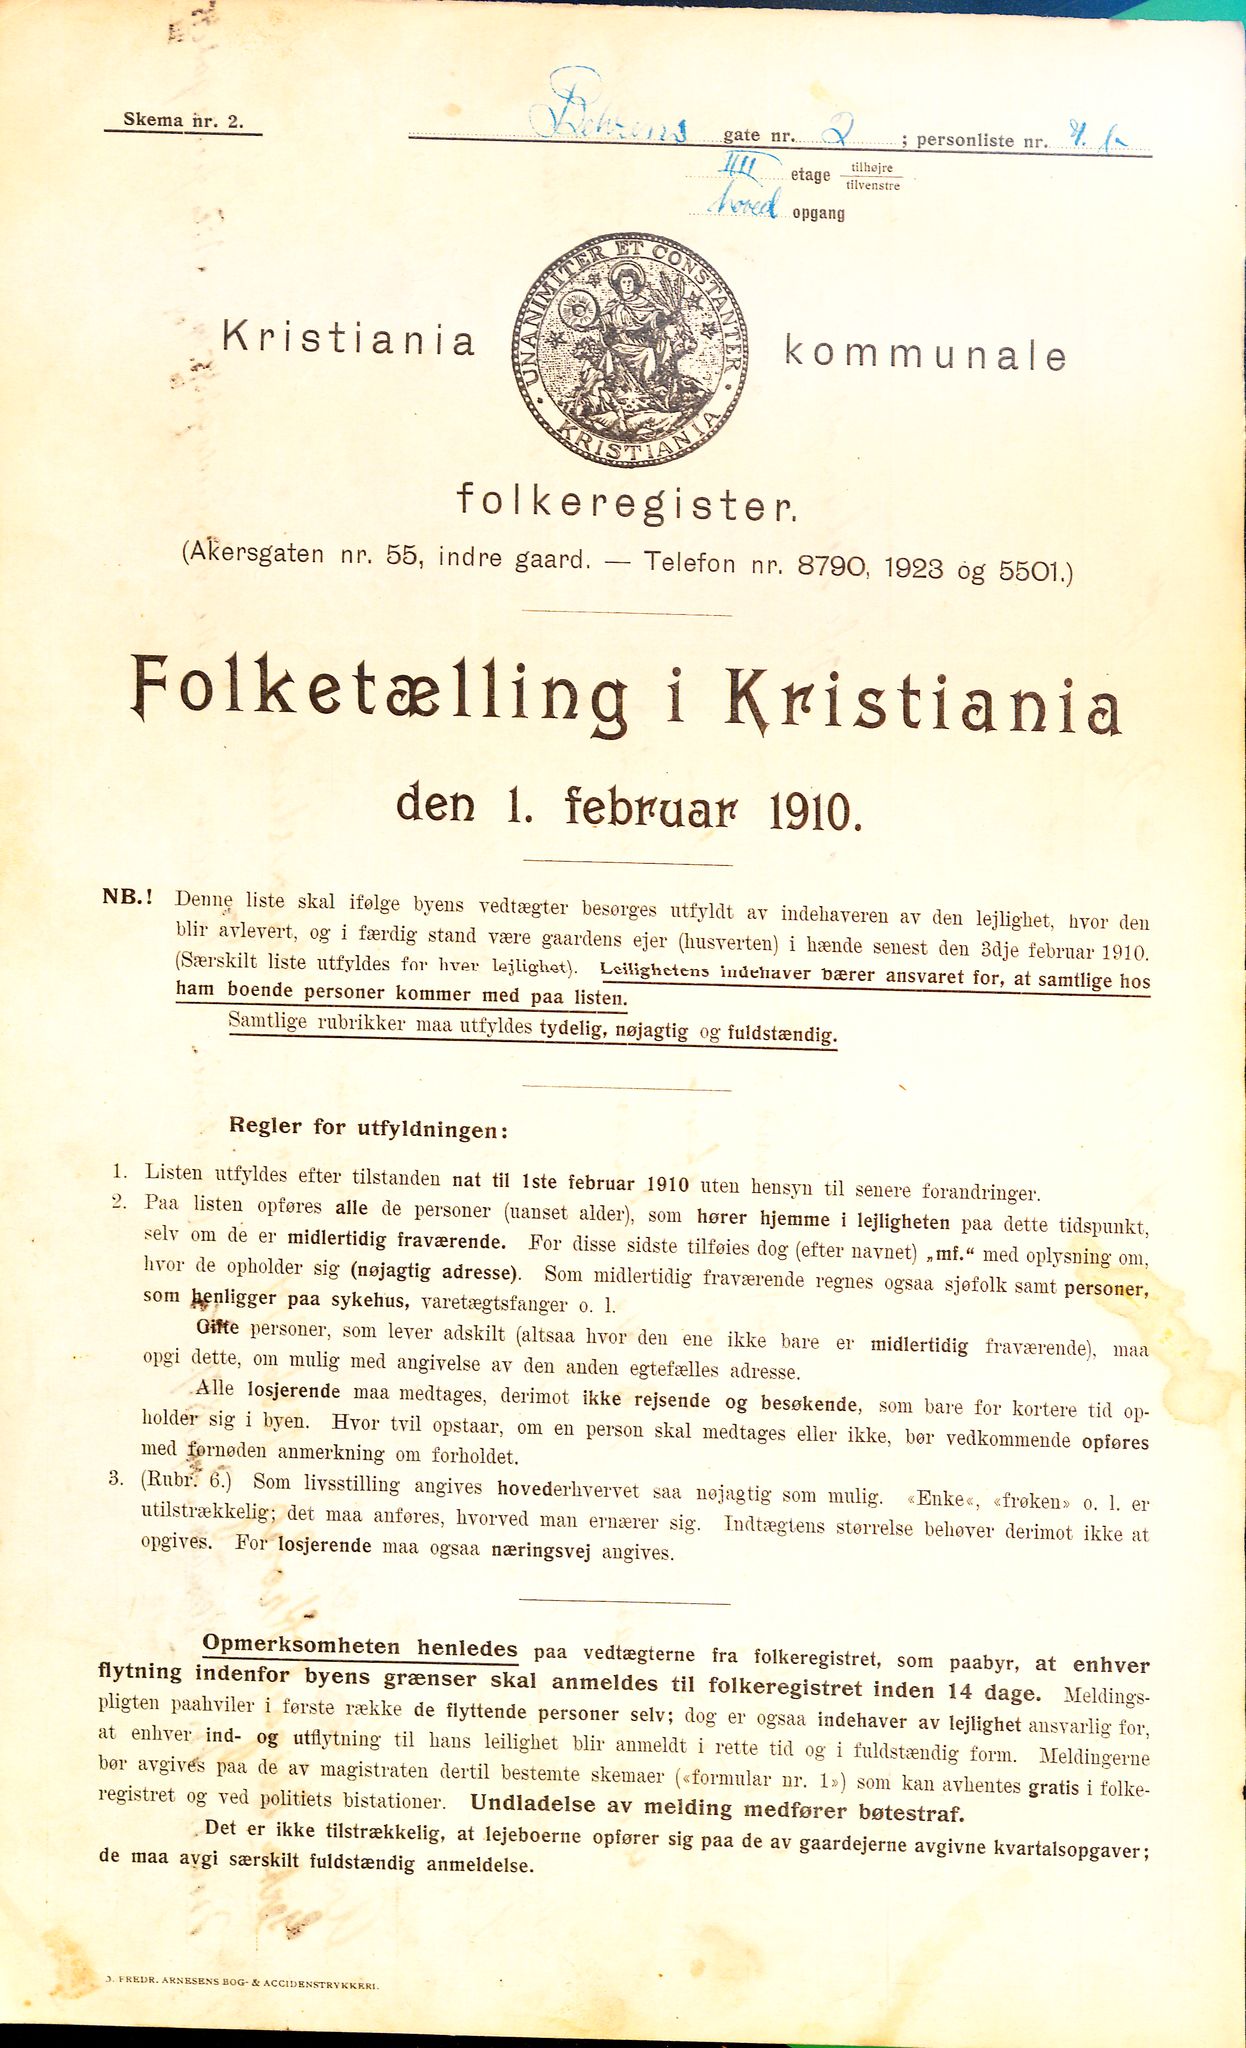 Skema nr. 2.
Behrens gate nr. 2 ; personliste nr.
III etage tilhøjre
tilvenstre
hoved opgang
UNANIMITER ET CONSTANTER
KRISTIANIA
Kristiania kommunale
folkeregister.
(Akersgaten nr. 55, indre gaard. — Telefon nr. 8790, 1923 og 5501.)
Folketælling i Kristiania
den 1. februar 1910.
NB.! Denne liste skal ifølge byens vedtægter besørges utfyldt av indehaveren av den lejlighet, hvor den
blir avlevert, og i færdig stand være gaardens ejer (husverten) i hænde senest den 3dje februar 1910.
(Særskilt liste utfyldes for hver lejlighet). Leilighetens indehaver bærer ansvaret for, at samtlige hos
ham boende personer kommer med paa listen.
Samtlige rubrikker maa utfyldes tydelig, nøjagtig og fuldstændig.
Regler for utfyldningen:
1. Listen utfyldes efter tilstanden nat til 1ste februar 1910 uten hensyn til senere forandringer.
2. Paa listen opføres alle de personer (uanset alder), som hører hjemme i lejligheten paa dette tidspunkt,
selv om de er midlertidig fraværende. For disse sidste tilføies dog (efter navnet) „mf.“ med oplysning om,
hvor de opholder sig (nøjagtig adresse). Som midlertidig fraværende regnes ogsaa sjøfolk samt personer,
som henligger paa sykehus, varetægtsfanger o. l.
Gifte personer, som lever adskilt (altsaa hvor den ene ikke bare er midlertidig fraværende), maa
opgi dette, om mulig med angivelse av den anden egtefælles adresse.
Alle losjerende maa medtages, derimot ikke rejsende og besøkende, som bare for kortere tid op-
holder sig i byen. Hvor tvil opstaar, om en person skal medtages eller ikke, bør vedkommende opføres
med fornøden anmerkning om forholdet.
3. (Rubr. 6.) Som livsstilling angives hovederhvervet saa nøjagtig som mulig. «Enke«, «frøken» o. l. er
utilstrækkelig; det maa anføres, hvorved man ernærer sig. Indtægtens størrelse behøver derimot ikke at
opgives. For losjerende maa ogsaa næringsvej angives.
Opmerksomheten henledes paa vedtægterne fra folkeregistret, som paabyr, at enhver
flytning indenfor byens grænser skal anmeldes til folkeregistret inden 14 dage. Meldings-
pligten paahviler i første række de flyttende personer selv; dog er ogsaa indehaver av lejlighet ansvarlig for,
at enhver ind- og utflytning til hans leilighet blir anmeldt i rette tid og i fuldstændig form. Meldingerne
bør avgives paa de av magistraten dertil bestemte skemaer («formular nr. 1») som kan avhentes gratis i folke-
registret og ved politiets bistationer. Undladelse av melding medfører bøtestraf.
Det er ikke tilstrækkelig, at lejeboerne opfører sig paa de av gaardejerne avgivne kvartalsopgaver;
de maa avgi særskilt fuldstændig anmeldelse.
O. FREDR. ARNESENS BOG- & ACCIDENSTRYKKERI.